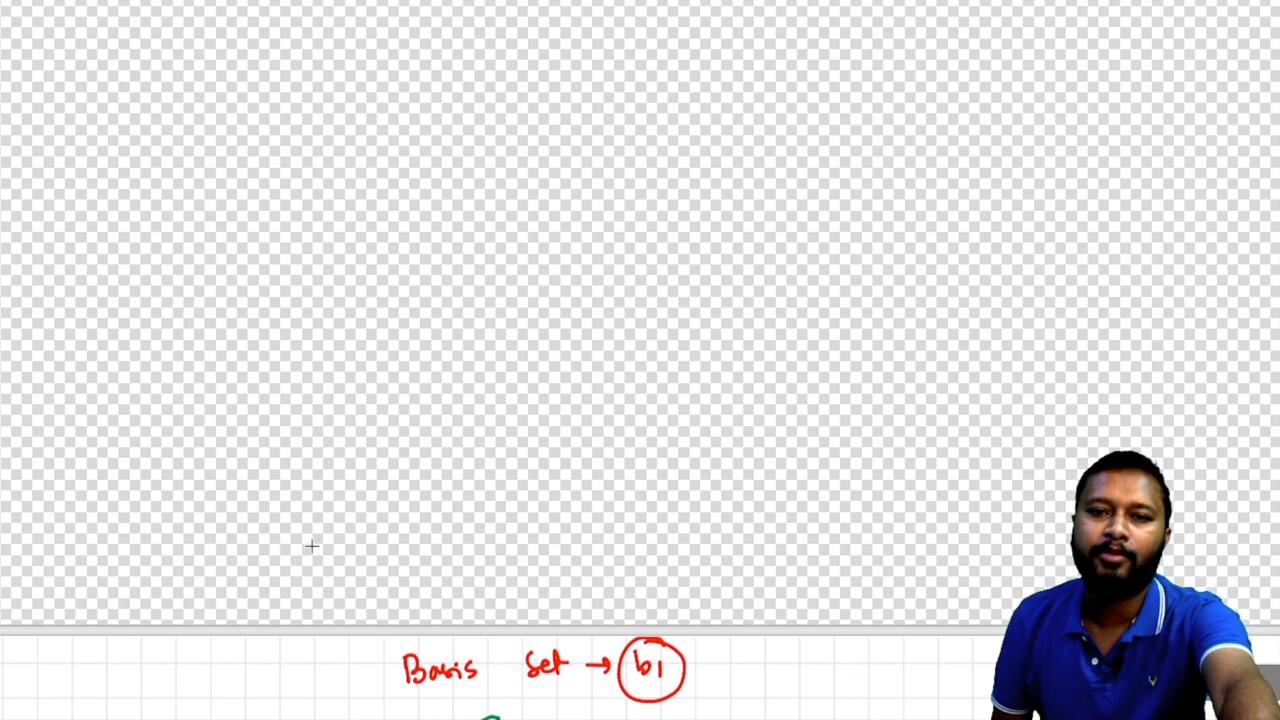 Basis Set → b1